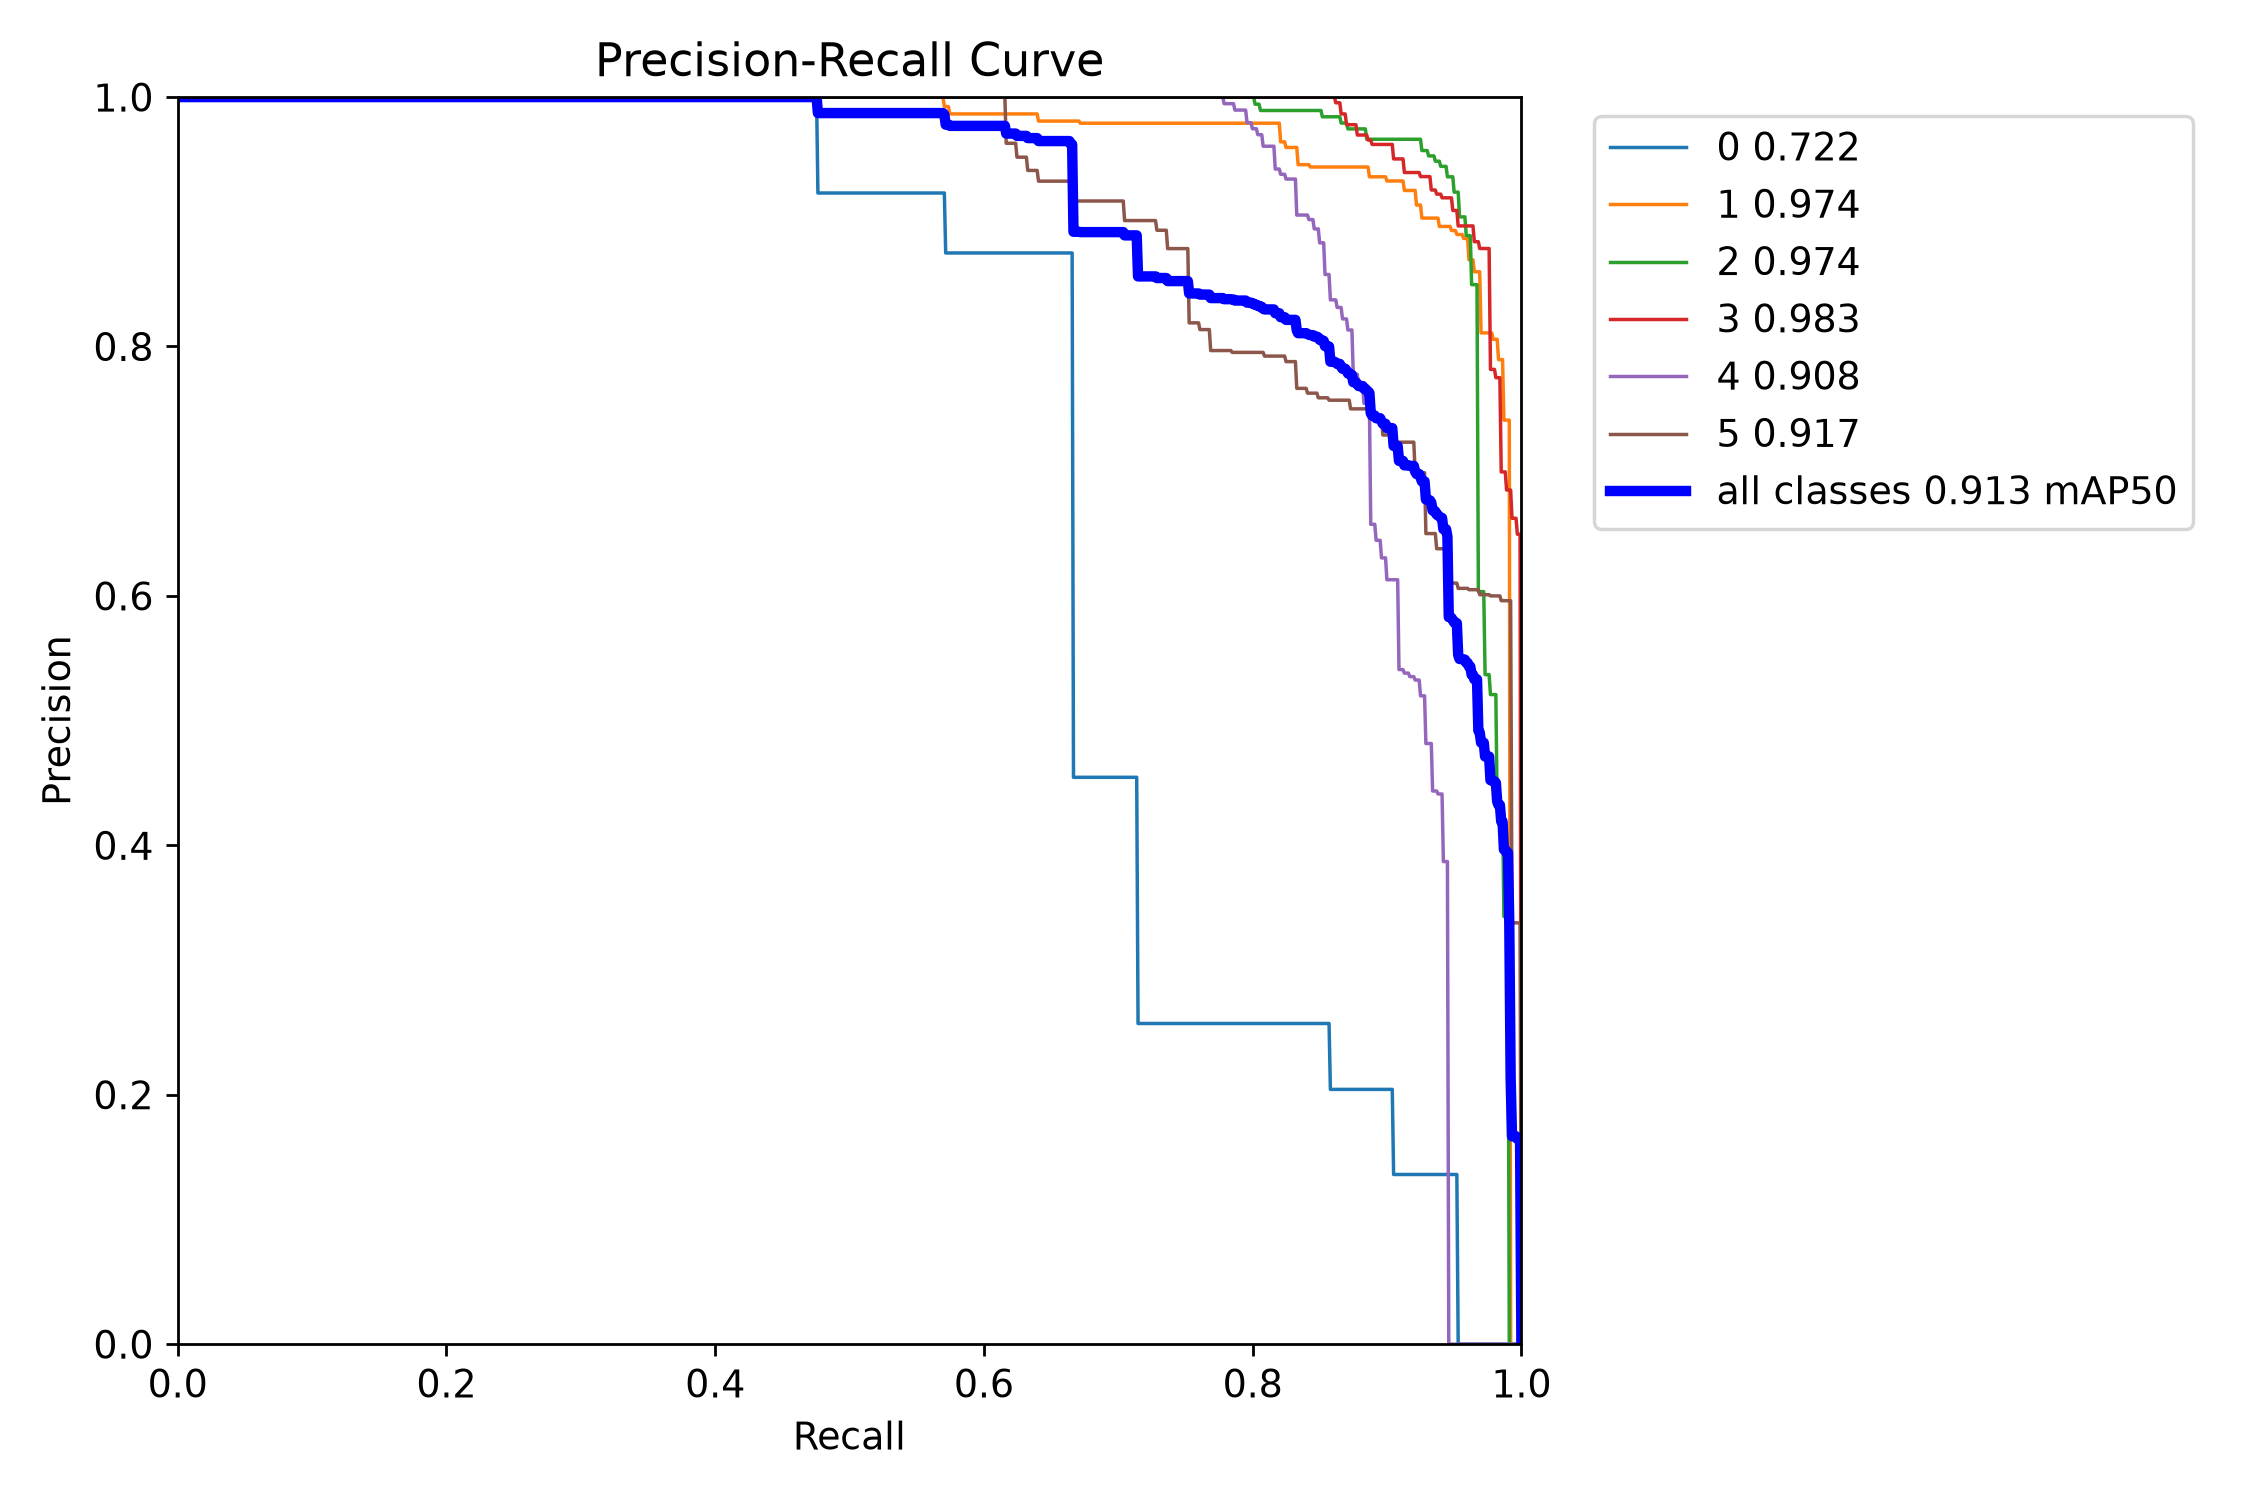 Precision-Recall Curve
1.0
0.8
0.6
0.4
0.2
0.0
Precision
0.0 0.2 0.4 0.6 0.8 1.0
Recall
0 0.722
1 0.974
2 0.974
3 0.983
4 0.908
5 0.917
all classes 0.913 mAP50